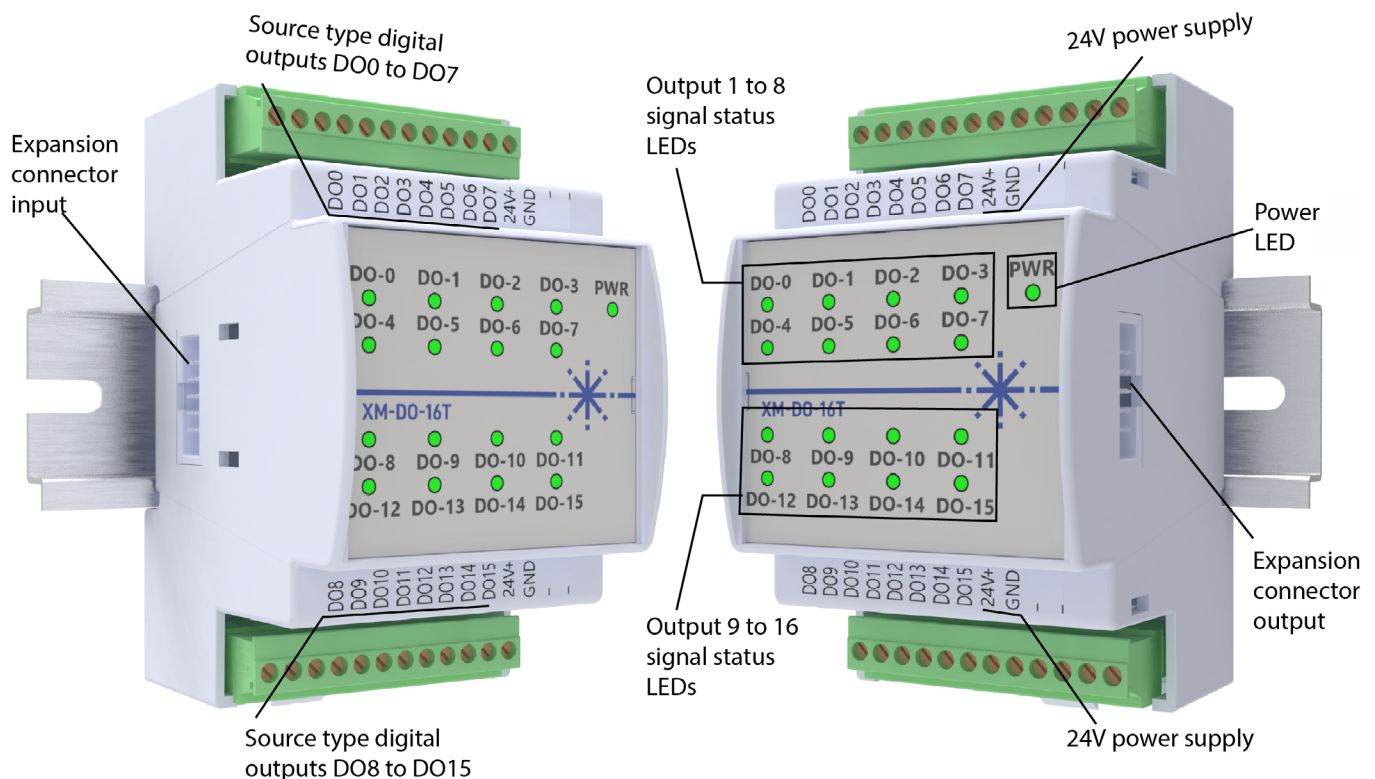 Source type digital
outputs DO0 to DO7
24V power supply
Output 1 to 8
signal status
LEDs
Expansion
connector
input
Power
LED
DO0 DO1 DO2 DO3 DO4 DO5 DO6 DO7 24V+ GND - -
DO-0 DO-1 DO-2 DO-3 PWR
DO-4 DO-5 DO-6 DO-7
XM-DO-16T
DO-8 DO-9 DO-10 DO-11
DO-12 DO-13 DO-14 DO-15
DO8 DO9 DO10 DO11 DO12 DO13 DO14 DO15 24V+ GND - -
DO0 DO1 DO2 DO3 DO4 DO5 DO6 DO7 24V+ GND - -
DO-0 DO-1 DO-2 DO-3 PWR
DO-4 DO-5 DO-6 DO-7
XM-DO-16T
DO-8 DO-9 DO-10 DO-11
DO-12 DO-13 DO-14 DO-15
DO8 DO9 DO10 DO11 DO12 DO13 DO14 DO15 24V+ GND - -
Expansion
connector
output
Output 9 to 16
signal status
LEDs
Source type digital
outputs DO8 to DO15
24V power supply